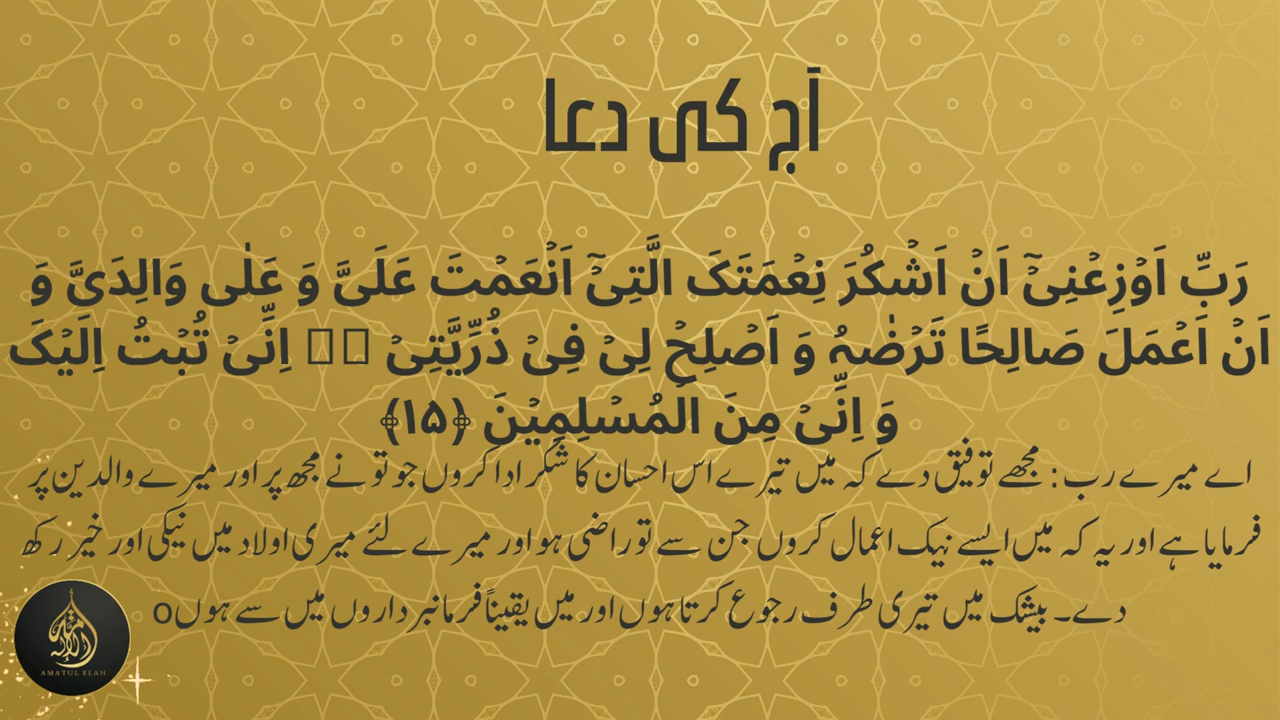 آج کی دعا
رَبِّ اَوۡزِعۡنِیۡۤ اَنۡ اَشۡکُرَ نِعۡمَتَکَ الَّتِیۡۤ اَنۡعَمۡتَ عَلَیَّ وَ عَلٰی وَالِدَیَّ وَ
اَنۡ اَعۡمَلَ صَالِحًا تَرۡضٰہُ وَ اَصۡلِحۡ لِیۡ فِیۡ ذُرِّیَّتِیۡ ▯▯ اِنِّیۡ تُبۡتُ اِلَیۡکَ
وَ اِنِّیۡ مِنَ الۡمُسۡلِمِیۡنَ ﴿۱۵﴾
اے میرے رب: مجھے توفیق دے کہ میں تیرے اس احسان کا شکر ادا کروں جو تو نے مجھ پر اور میرے والدین پر
فرمایا ہے اور یہ کہ میں ایسے نیک اعمال کروں جن سے تو راضی ہو اور میرے لئے میری اولاد میں نیکی اور خیر رکھ
دے۔ بیشک میں تیری طرف رجوع کرتا ہوں اور میں یقیناً فرمانبرداروں میں سے ہوںo
AMATUL ELAH